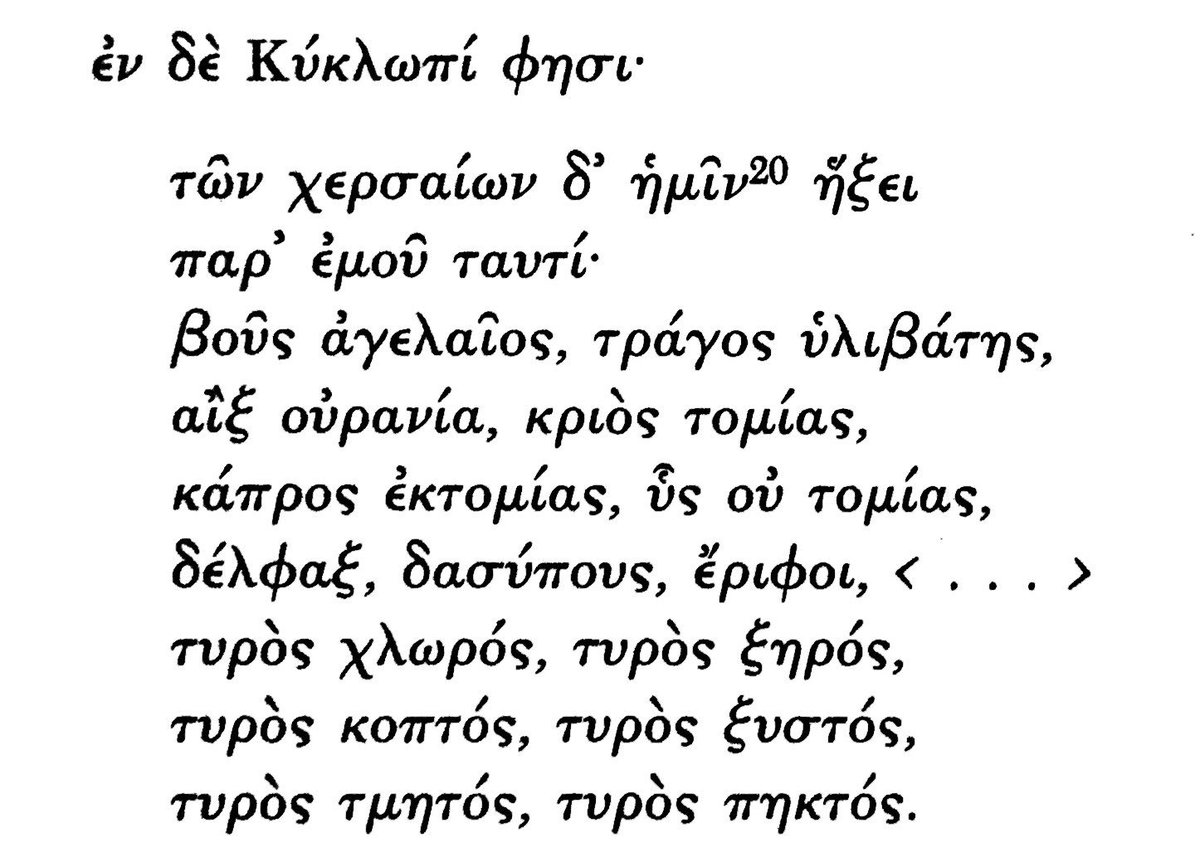 ἐν δὲ Κύκλωπί φησι·
τῶν χερσαίων δ’ ἡμῖν²⁰ ἥξει
παρ’ ἐμοῦ ταυτί·
βοῦς ἀγελαῖος, τράγος ὑλιβάτης,
αἲξ οὐρανία, κριὸς τομίας,
κάπρος ἐκτομίας, ὗς οὐ τομίας,
δέλφαξ, δασύπους, ἔριφοι, < . . . >
τυρὸς χλωρός, τυρὸς ξηρός,
τυρὸς κοπτός, τυρὸς ξυστός,
τυρὸς τμητός, τυρὸς πηκτός.